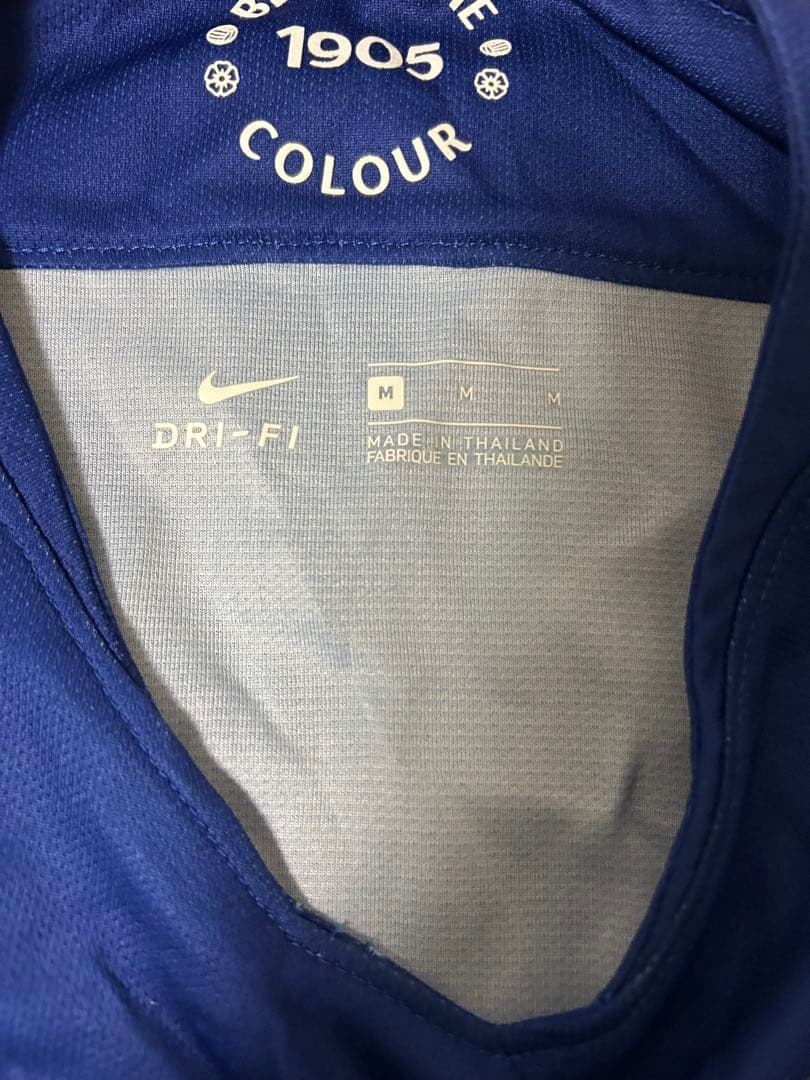 1905
COLOUR
DRI-FI
M M M
MADE IN THAILAND
FABRIQUE EN THAILANDE